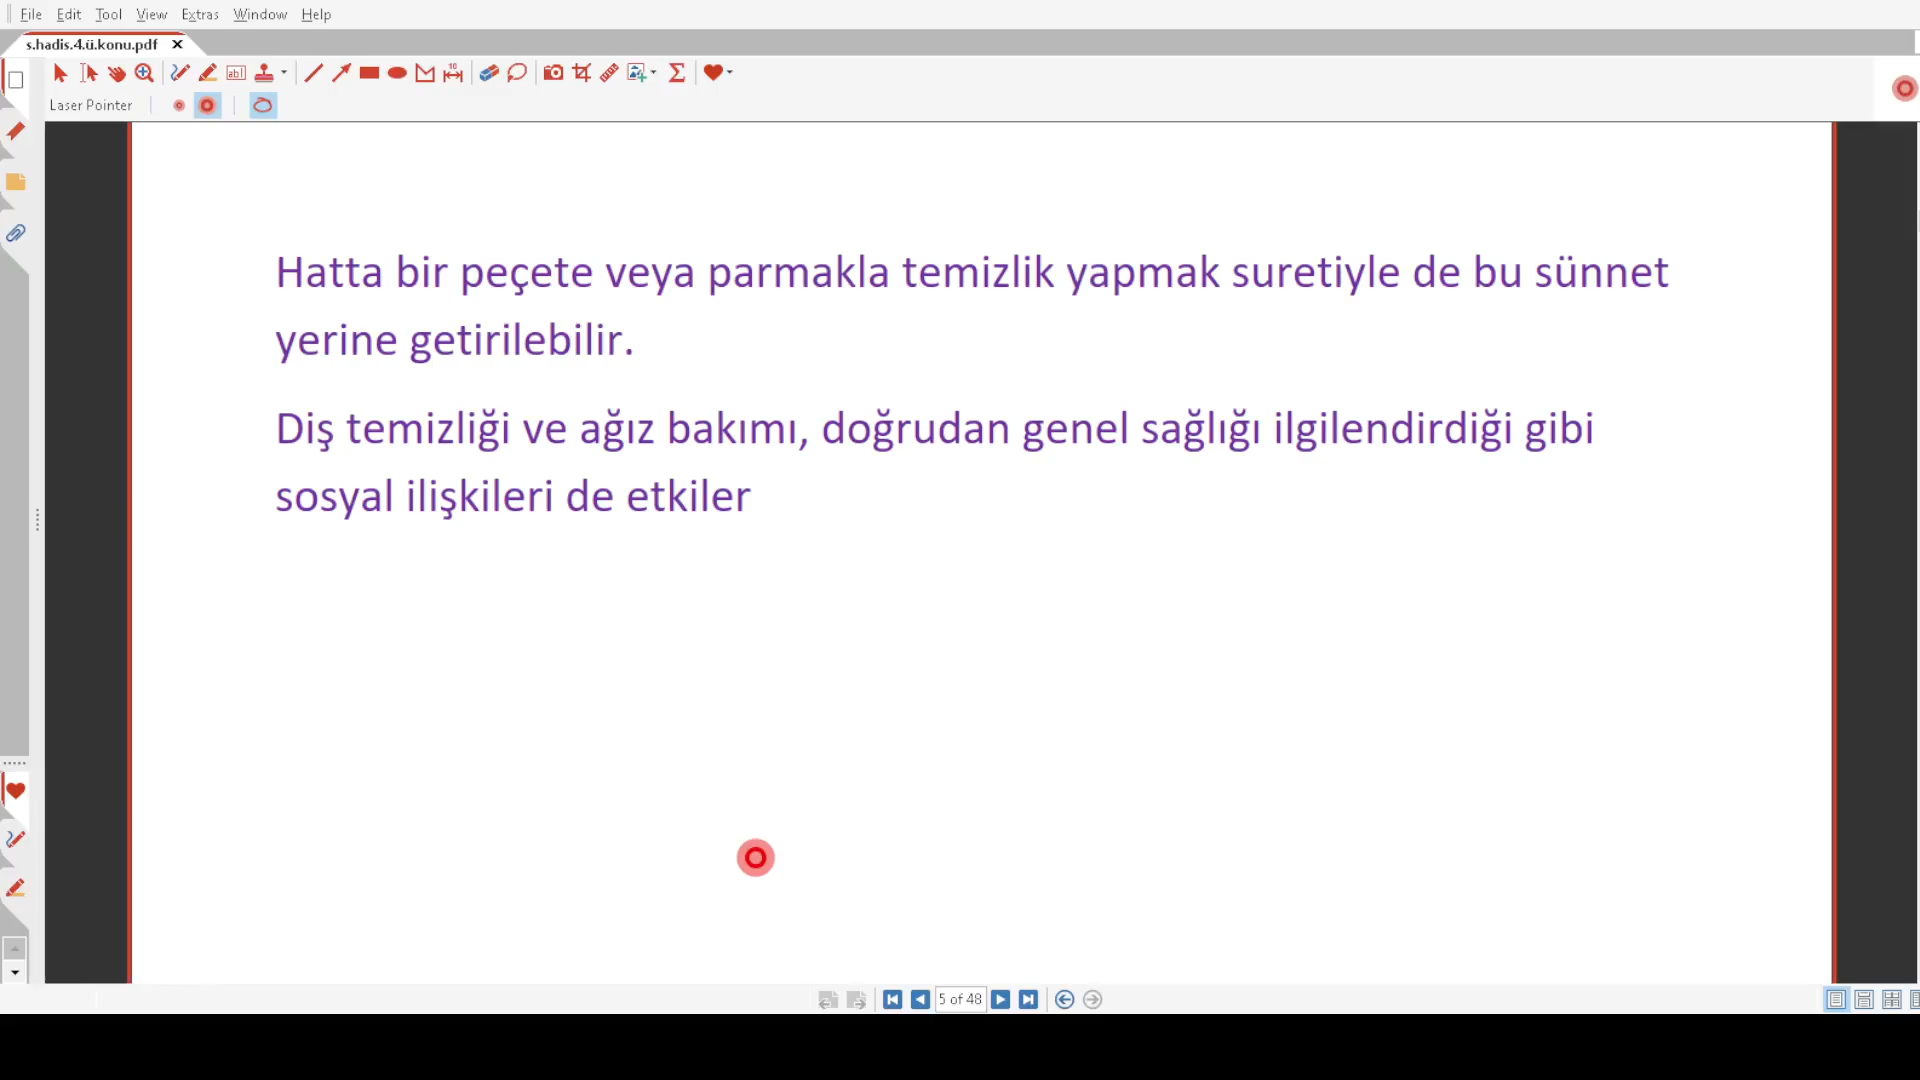 File Edit Tool View Extras Window Help
s.hadis.4.ü.konu.pdf
abl
10
Laser Pointer
Hatta bir peçete veya parmakla temizlik yapmak suretiyle de bu sünnet
yerine getirilebilir.
Diş temizliği ve ağız bakımı, doğrudan genel sağlığı ilgilendirdiği gibi
sosyal ilişkileri de etkiler
5 of 48